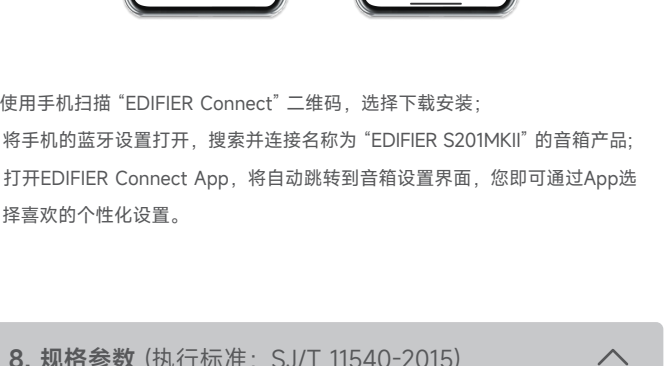 使用手机扫描 “EDIFIER Connect” 二维码，选择下载安装；
将手机的蓝牙设置打开，搜索并连接名称为 “EDIFIER S201MKII” 的音箱产品；
打开EDIFIER Connect App，将自动跳转到音箱设置界面，您即可通过App选
择喜欢的个性化设置。
8. 规格参数 (执行标准：SJ/T 11540-2015)